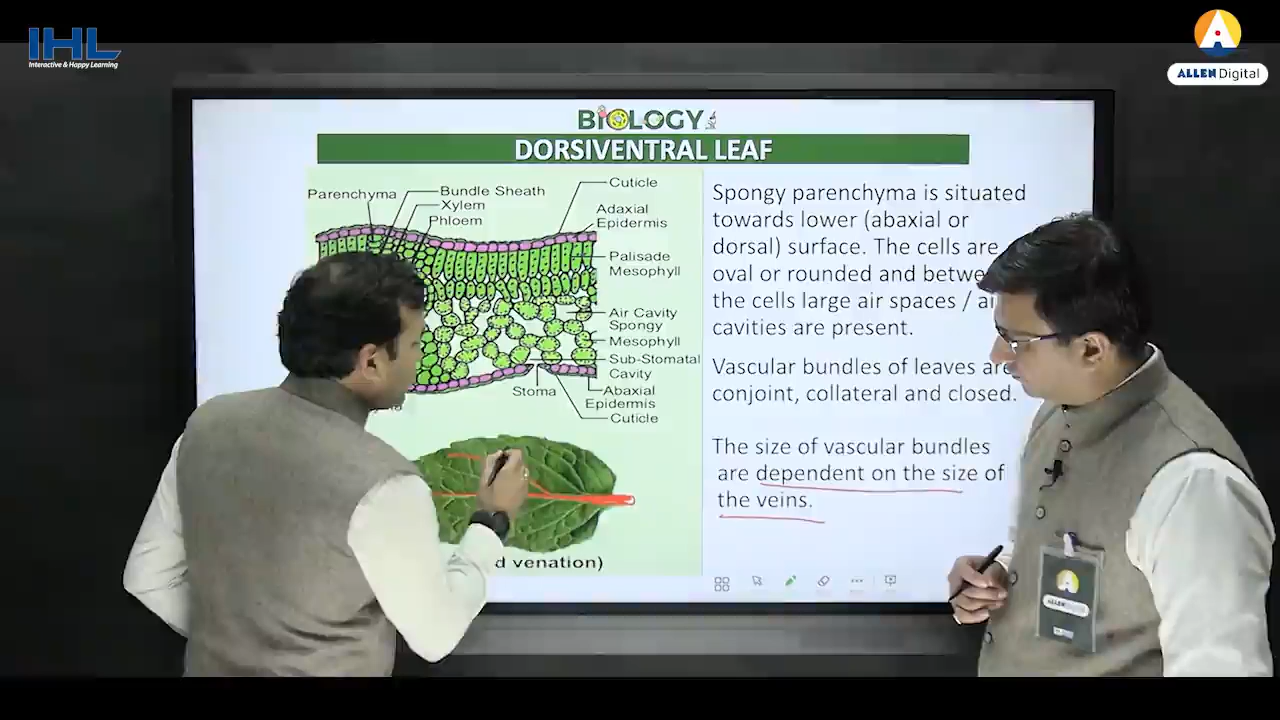 IHL
Interactive & Happy Learning
A
ALLEN Digital
BIOLOGY
DORSIVENTRAL LEAF
Parenchyma
Bundle Sheath
Xylem
Phloem
Cuticle
Adaxial
Epidermis
Palisade
Mesophyll
Air Cavity
Spongy
Mesophyll
Sub-Stomatal
Cavity
Stoma
Abaxial
Epidermis
Cuticle
venation)
Spongy parenchyma is situated
towards lower (abaxial or
dorsal) surface. The cells are
oval or rounded and
the cells large air spaces /
cavities are present.
Vascular bundles of leaves are
conjoint, collateral and closed.
The size of vascular bundles
are dependent on the size of
the veins.
ALLEN